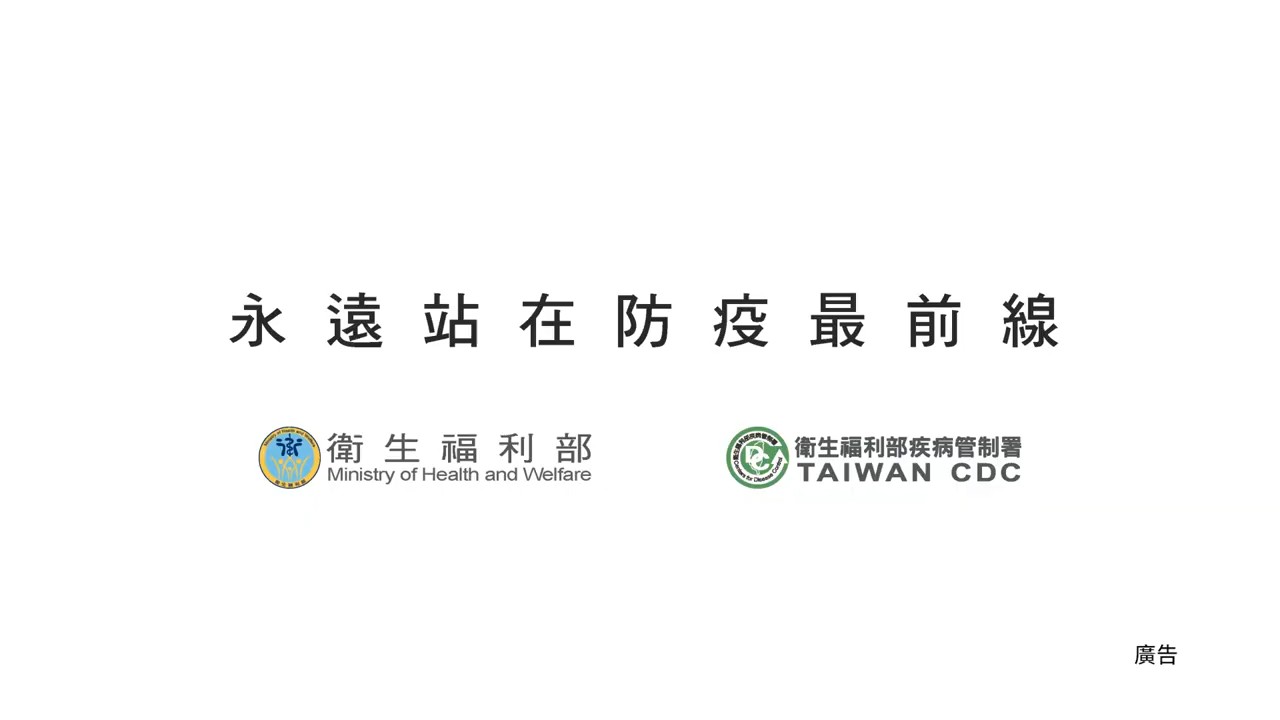 永遠站在防疫最前線
衛生福利部
Ministry of Health and Welfare
衛生福利部疾病管制署
TAIWAN CDC
廣告